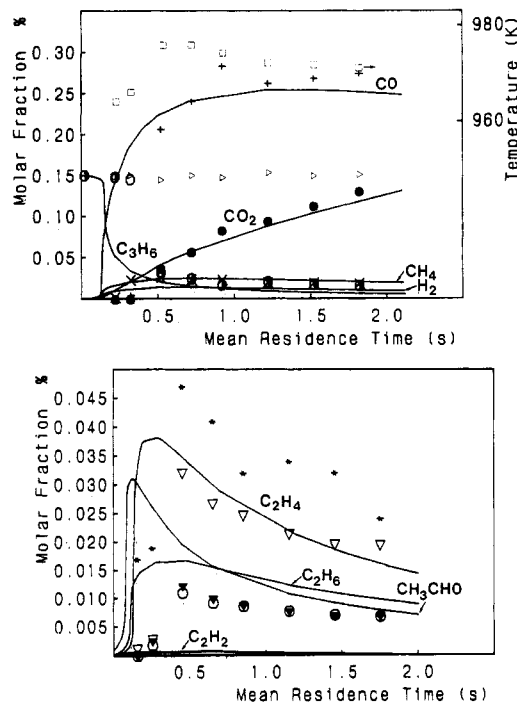 Molar Fraction %
0.30
0.25
0.20
0.15
0.10
0.05
980
960
Temperature (K)
CO
CO2
C3H6
CH4
H2
0.5 1.0 1.5 2.0
Mean Residence Time (s)
Molar Fraction %
0.045
0.040
0.035
0.030
0.025
0.020
0.015
0.010
0.005
C2H4
C2H6
CH3CHO
C2H2
0.5 1.0 1.5 2.0
Mean Residence Time (s)